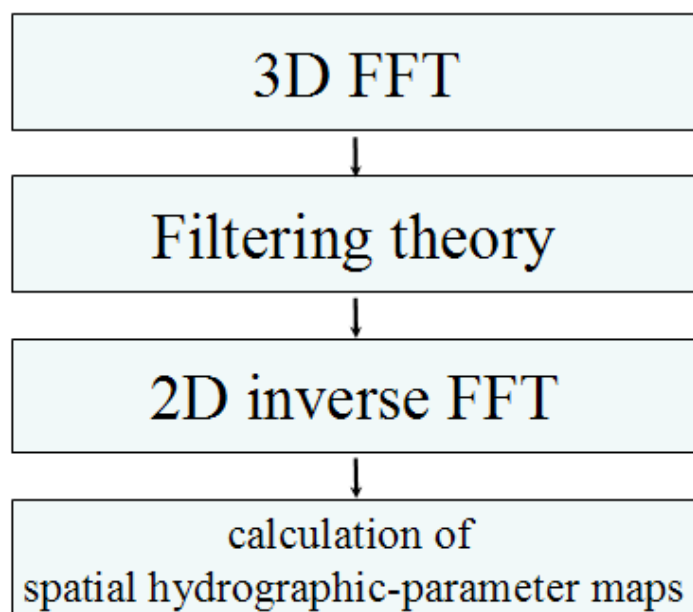 3D FFT
Filtering theory
2D inverse FFT
calculation of
spatial hydrographic-parameter maps